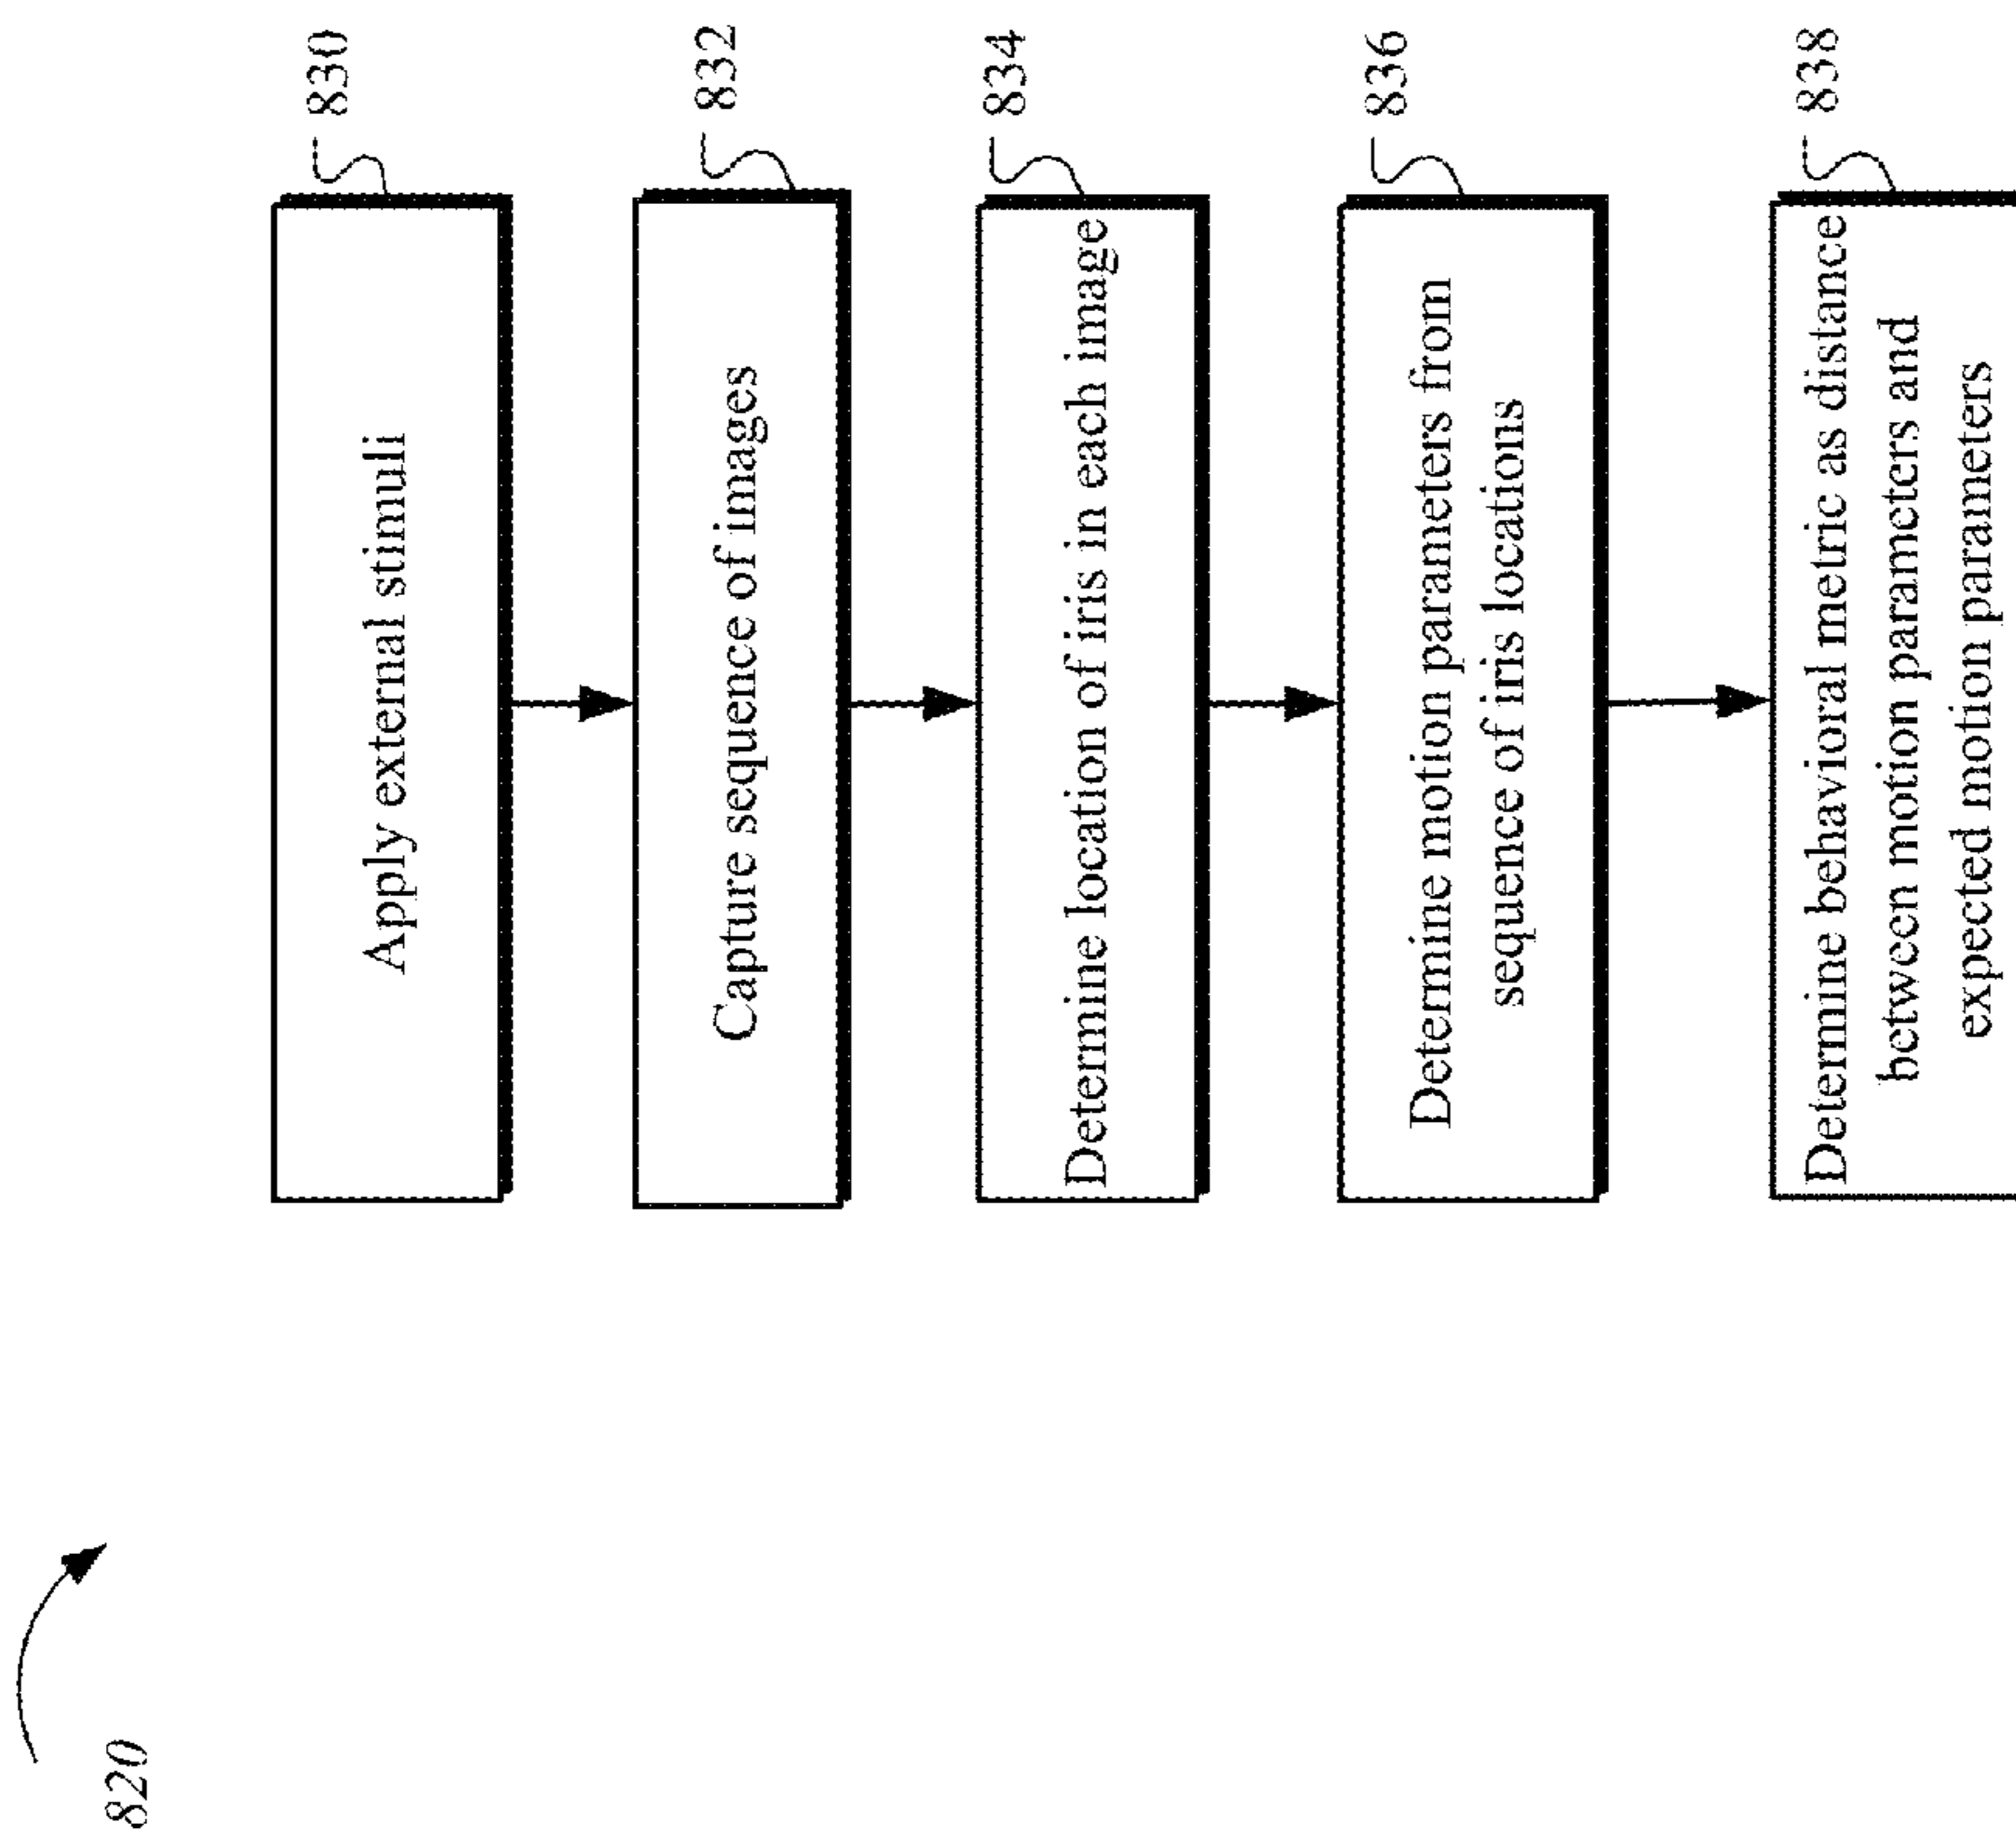 820
Apply external stimuli
830
Capture sequence of images
832
Determine location of iris in each image
834
Determine motion parameters from
sequence of iris locations
836
Determine behavioral metric as distance
between motion parameters and
expected motion parameters
838